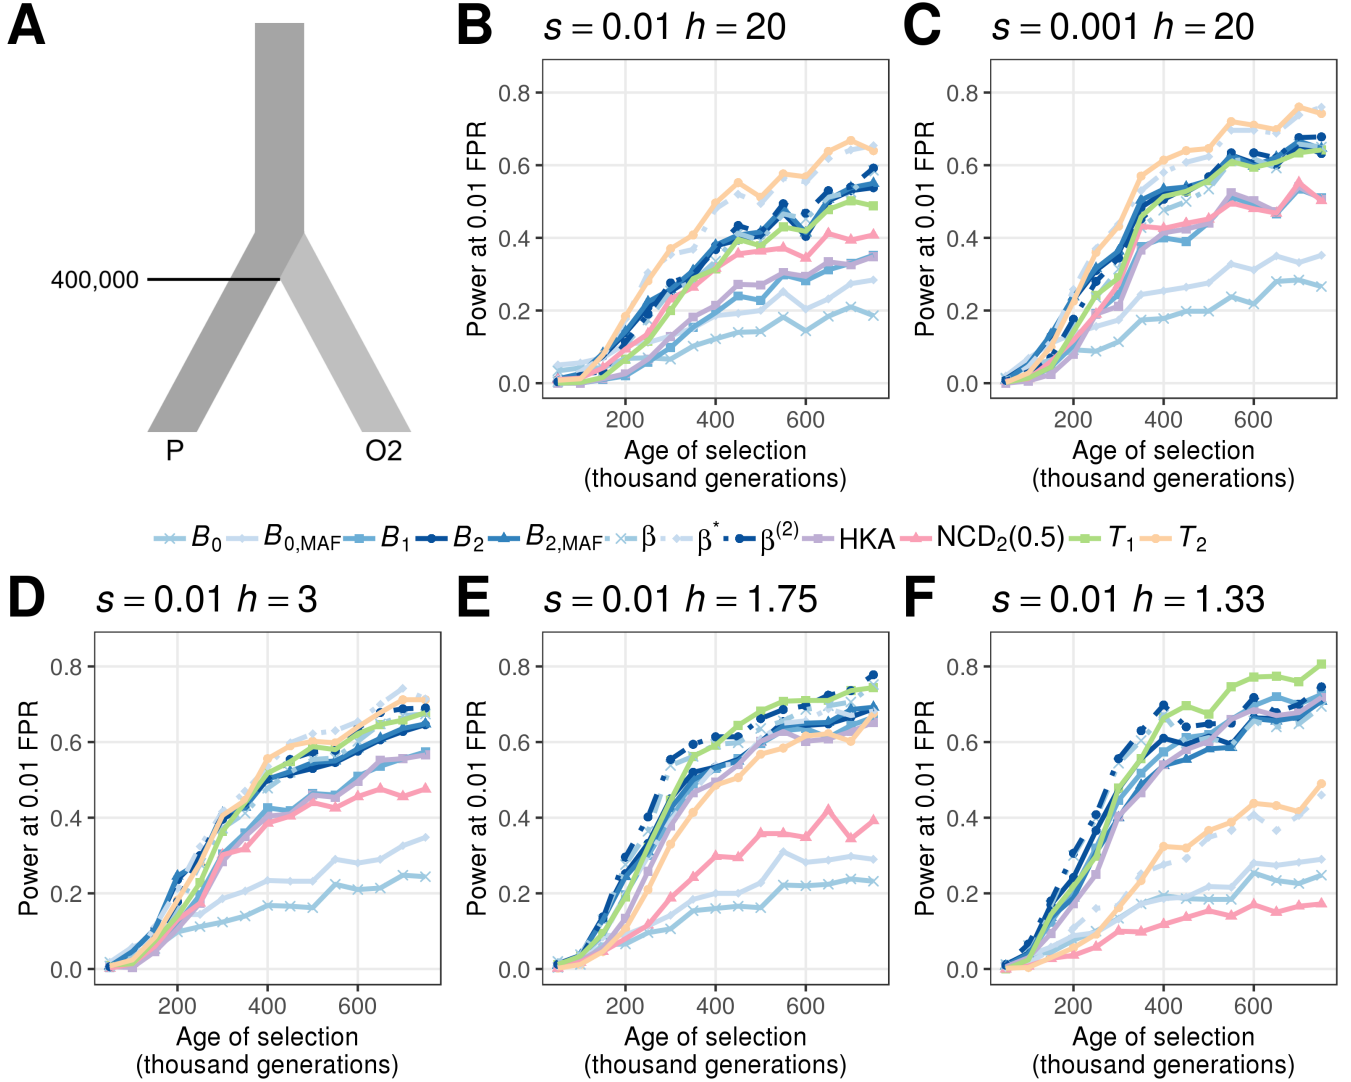 A
400,000
P O2
B s = 0.01 h = 20
Power at 0.01 FPR
0.8
0.6
0.4
0.2
0.0
200 400 600
Age of selection
(thousand generations)
C s = 0.001 h = 20
Power at 0.01 FPR
0.8
0.6
0.4
0.2
0.0
200 400 600
Age of selection
(thousand generations)
B₀ B₀,MAF B₁ B₂ B₂,MAF β β* β⁽²⁾ HKA NCD₂(0.5) T₁ T₂
D s = 0.01 h = 3
Power at 0.01 FPR
0.8
0.6
0.4
0.2
0.0
200 400 600
Age of selection
(thousand generations)
E s = 0.01 h = 1.75
Power at 0.01 FPR
0.8
0.6
0.4
0.2
0.0
200 400 600
Age of selection
(thousand generations)
F s = 0.01 h = 1.33
Power at 0.01 FPR
0.8
0.6
0.4
0.2
0.0
200 400 600
Age of selection
(thousand generations)